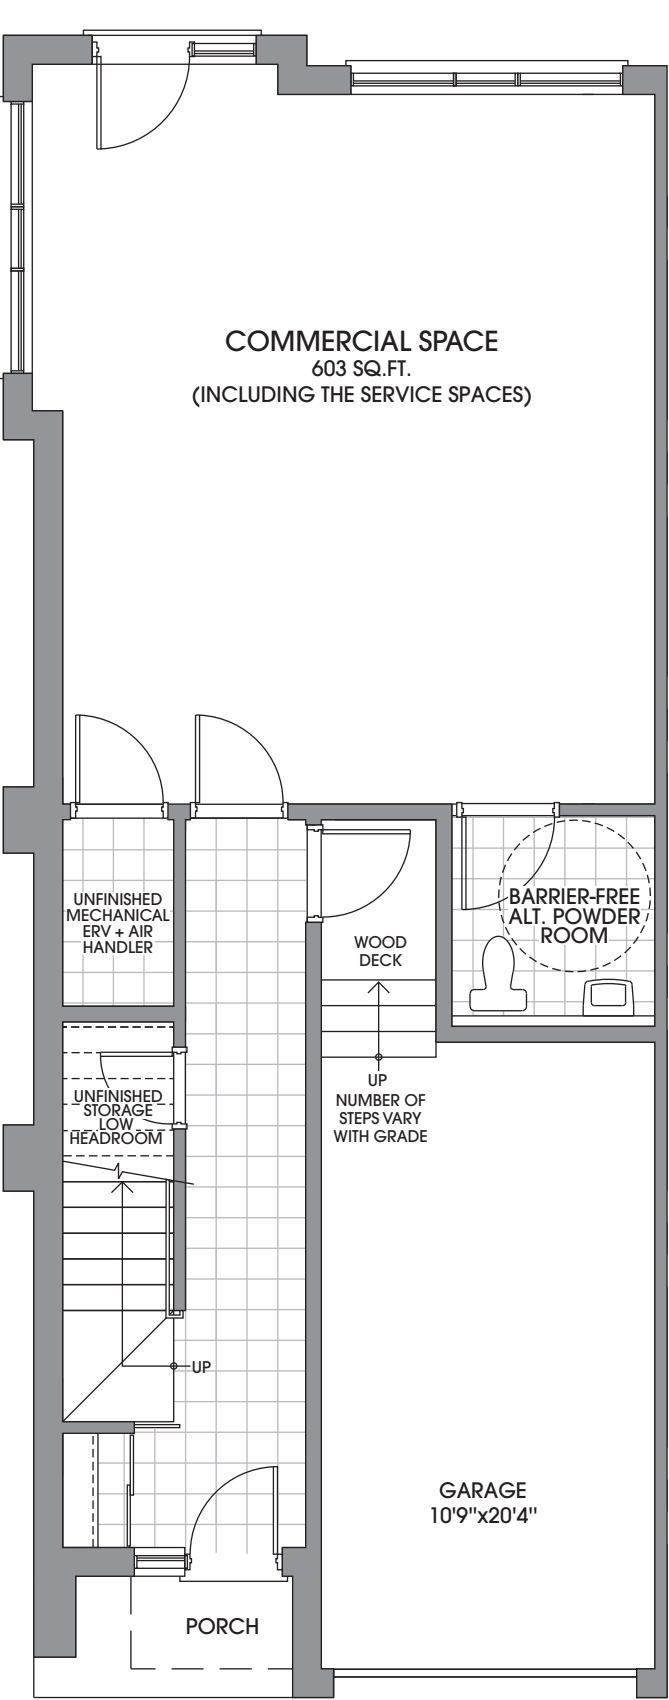 COMMERCIAL SPACE
603 SQ.FT.
(INCLUDING THE SERVICE SPACES)
UNFINISHED
MECHANICAL
ERV + AIR
HANDLER
WOOD
DECK
BARRIER-FREE
ALT. POWDER
ROOM
UP
NUMBER OF
STEPS VARY
WITH GRADE
UNFINISHED
STORAGE
LOW
HEADROOM
UP
GARAGE
10'9"x20'4"
PORCH